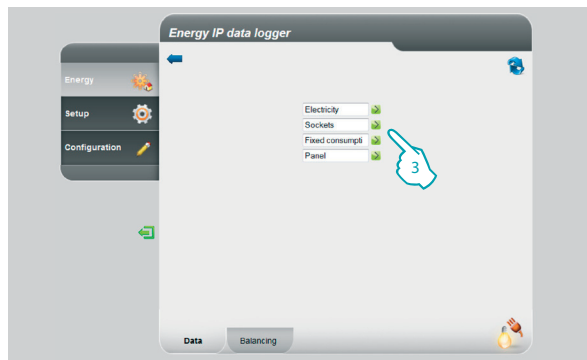 Energy IP data logger
Energy
Setup
Configuration
Electricity
Sockets
Fixed consumpti
Panel
3
Data
Balancing